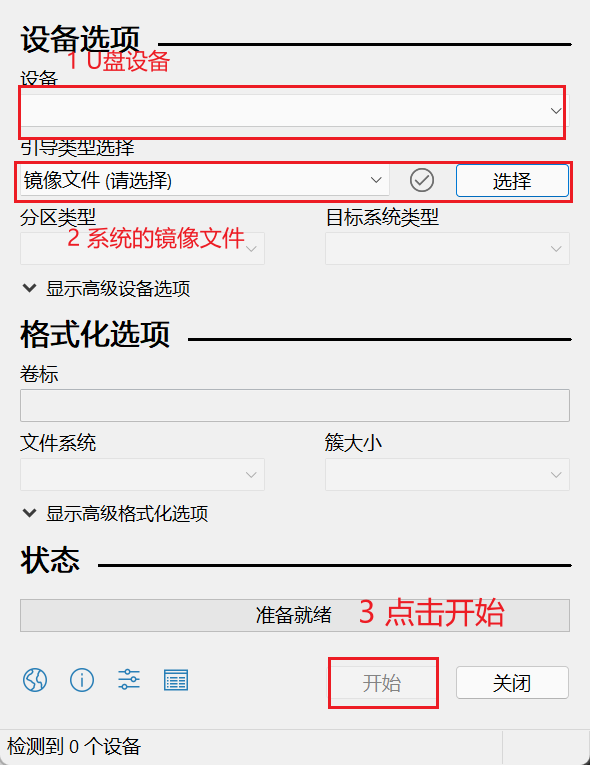 设备选项
1 U盘设备
设备
引导类型选择
镜像文件 (请选择)
选择
分区类型
目标系统类型
2 系统的镜像文件
显示高级设备选项
格式化选项
卷标
文件系统
簇大小
显示高级格式化选项
状态
准备就绪
3 点击开始
开始
关闭
检测到 0 个设备